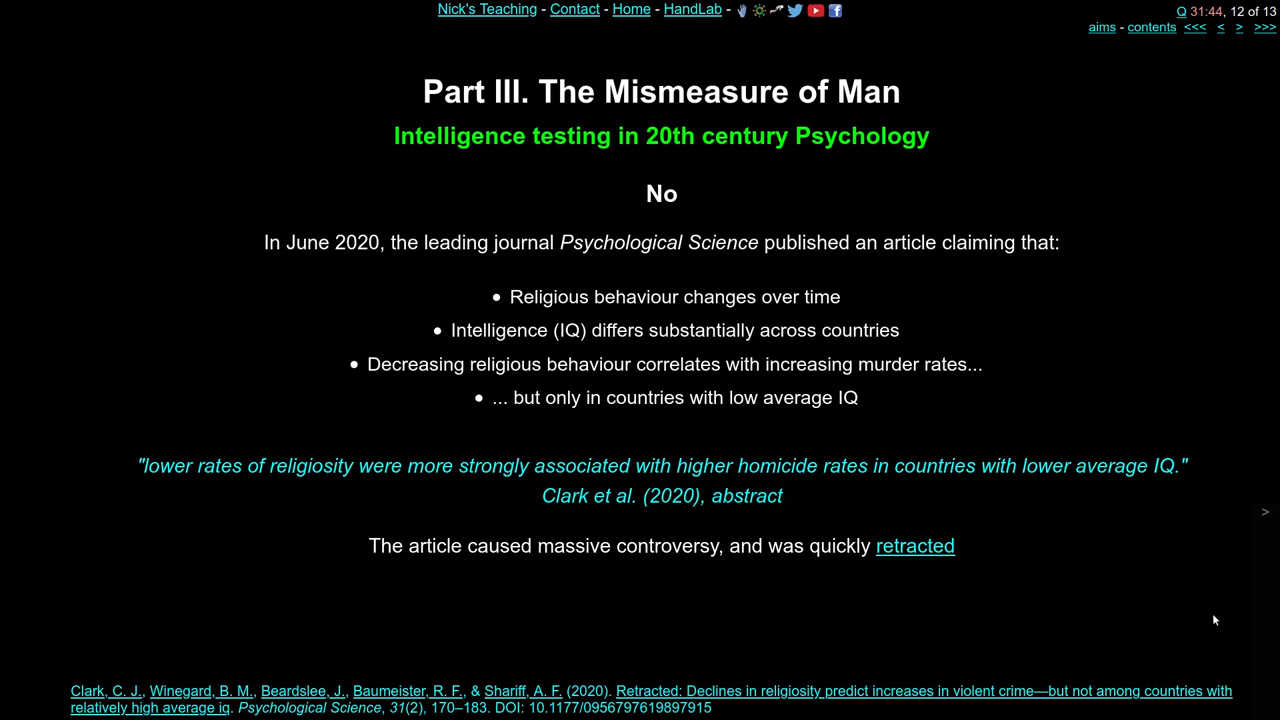 Nick's Teaching - Contact - Home - HandLab -
Q 31:44, 12 of 13
aims - contents <<< < > >>>
Part III. The Mismeasure of Man
Intelligence testing in 20th century Psychology
No
In June 2020, the leading journal Psychological Science published an article claiming that:
• Religious behaviour changes over time
• Intelligence (IQ) differs substantially across countries
• Decreasing religious behaviour correlates with increasing murder rates...
• ... but only in countries with low average IQ
"lower rates of religiosity were more strongly associated with higher homicide rates in countries with lower average IQ."
Clark et al. (2020), abstract
>
The article caused massive controversy, and was quickly retracted
Clark, C. J., Winegard, B. M., Beardslee, J., Baumeister, R. F., & Shariff, A. F. (2020). Retracted: Declines in religiosity predict increases in violent crime—but not among countries with
relatively high average iq. Psychological Science, 31(2), 170–183. DOI: 10.1177/0956797619897915